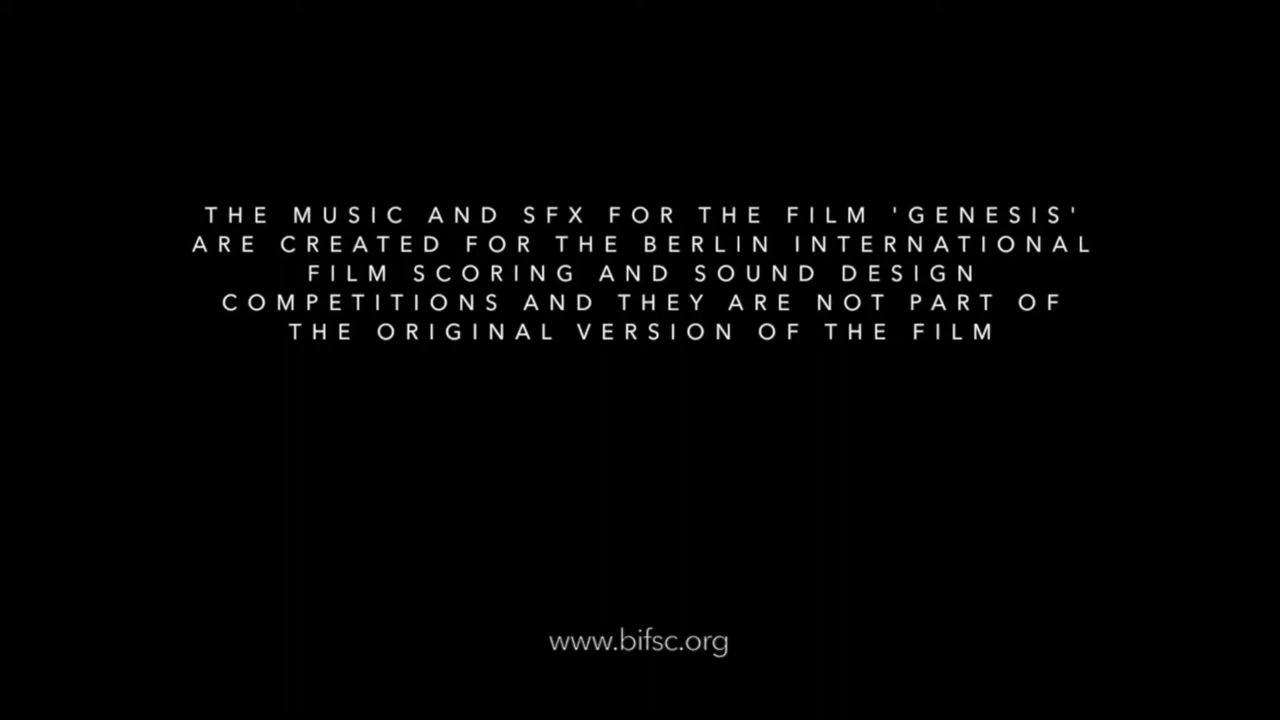 THE MUSIC AND SFX FOR THE FILM 'GENESIS'
ARE CREATED FOR THE BERLIN INTERNATIONAL
FILM SCORING AND SOUND DESIGN
COMPETITIONS AND THEY ARE NOT PART OF
THE ORIGINAL VERSION OF THE FILM
www.bifsc.org